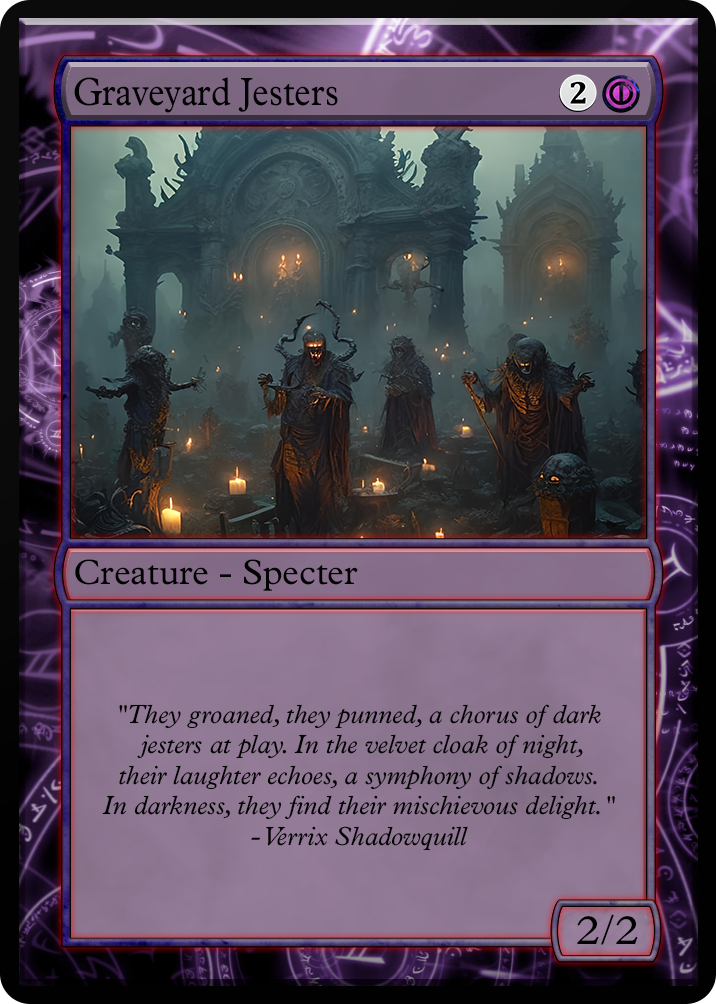 Graveyard Jesters 2
Creature - Specter
"They groaned, they punned, a chorus of dark
jesters at play. In the velvet cloak of night,
their laughter echoes, a symphony of shadows.
In darkness, they find their mischievous delight."
-Verrix Shadowquill
2/2